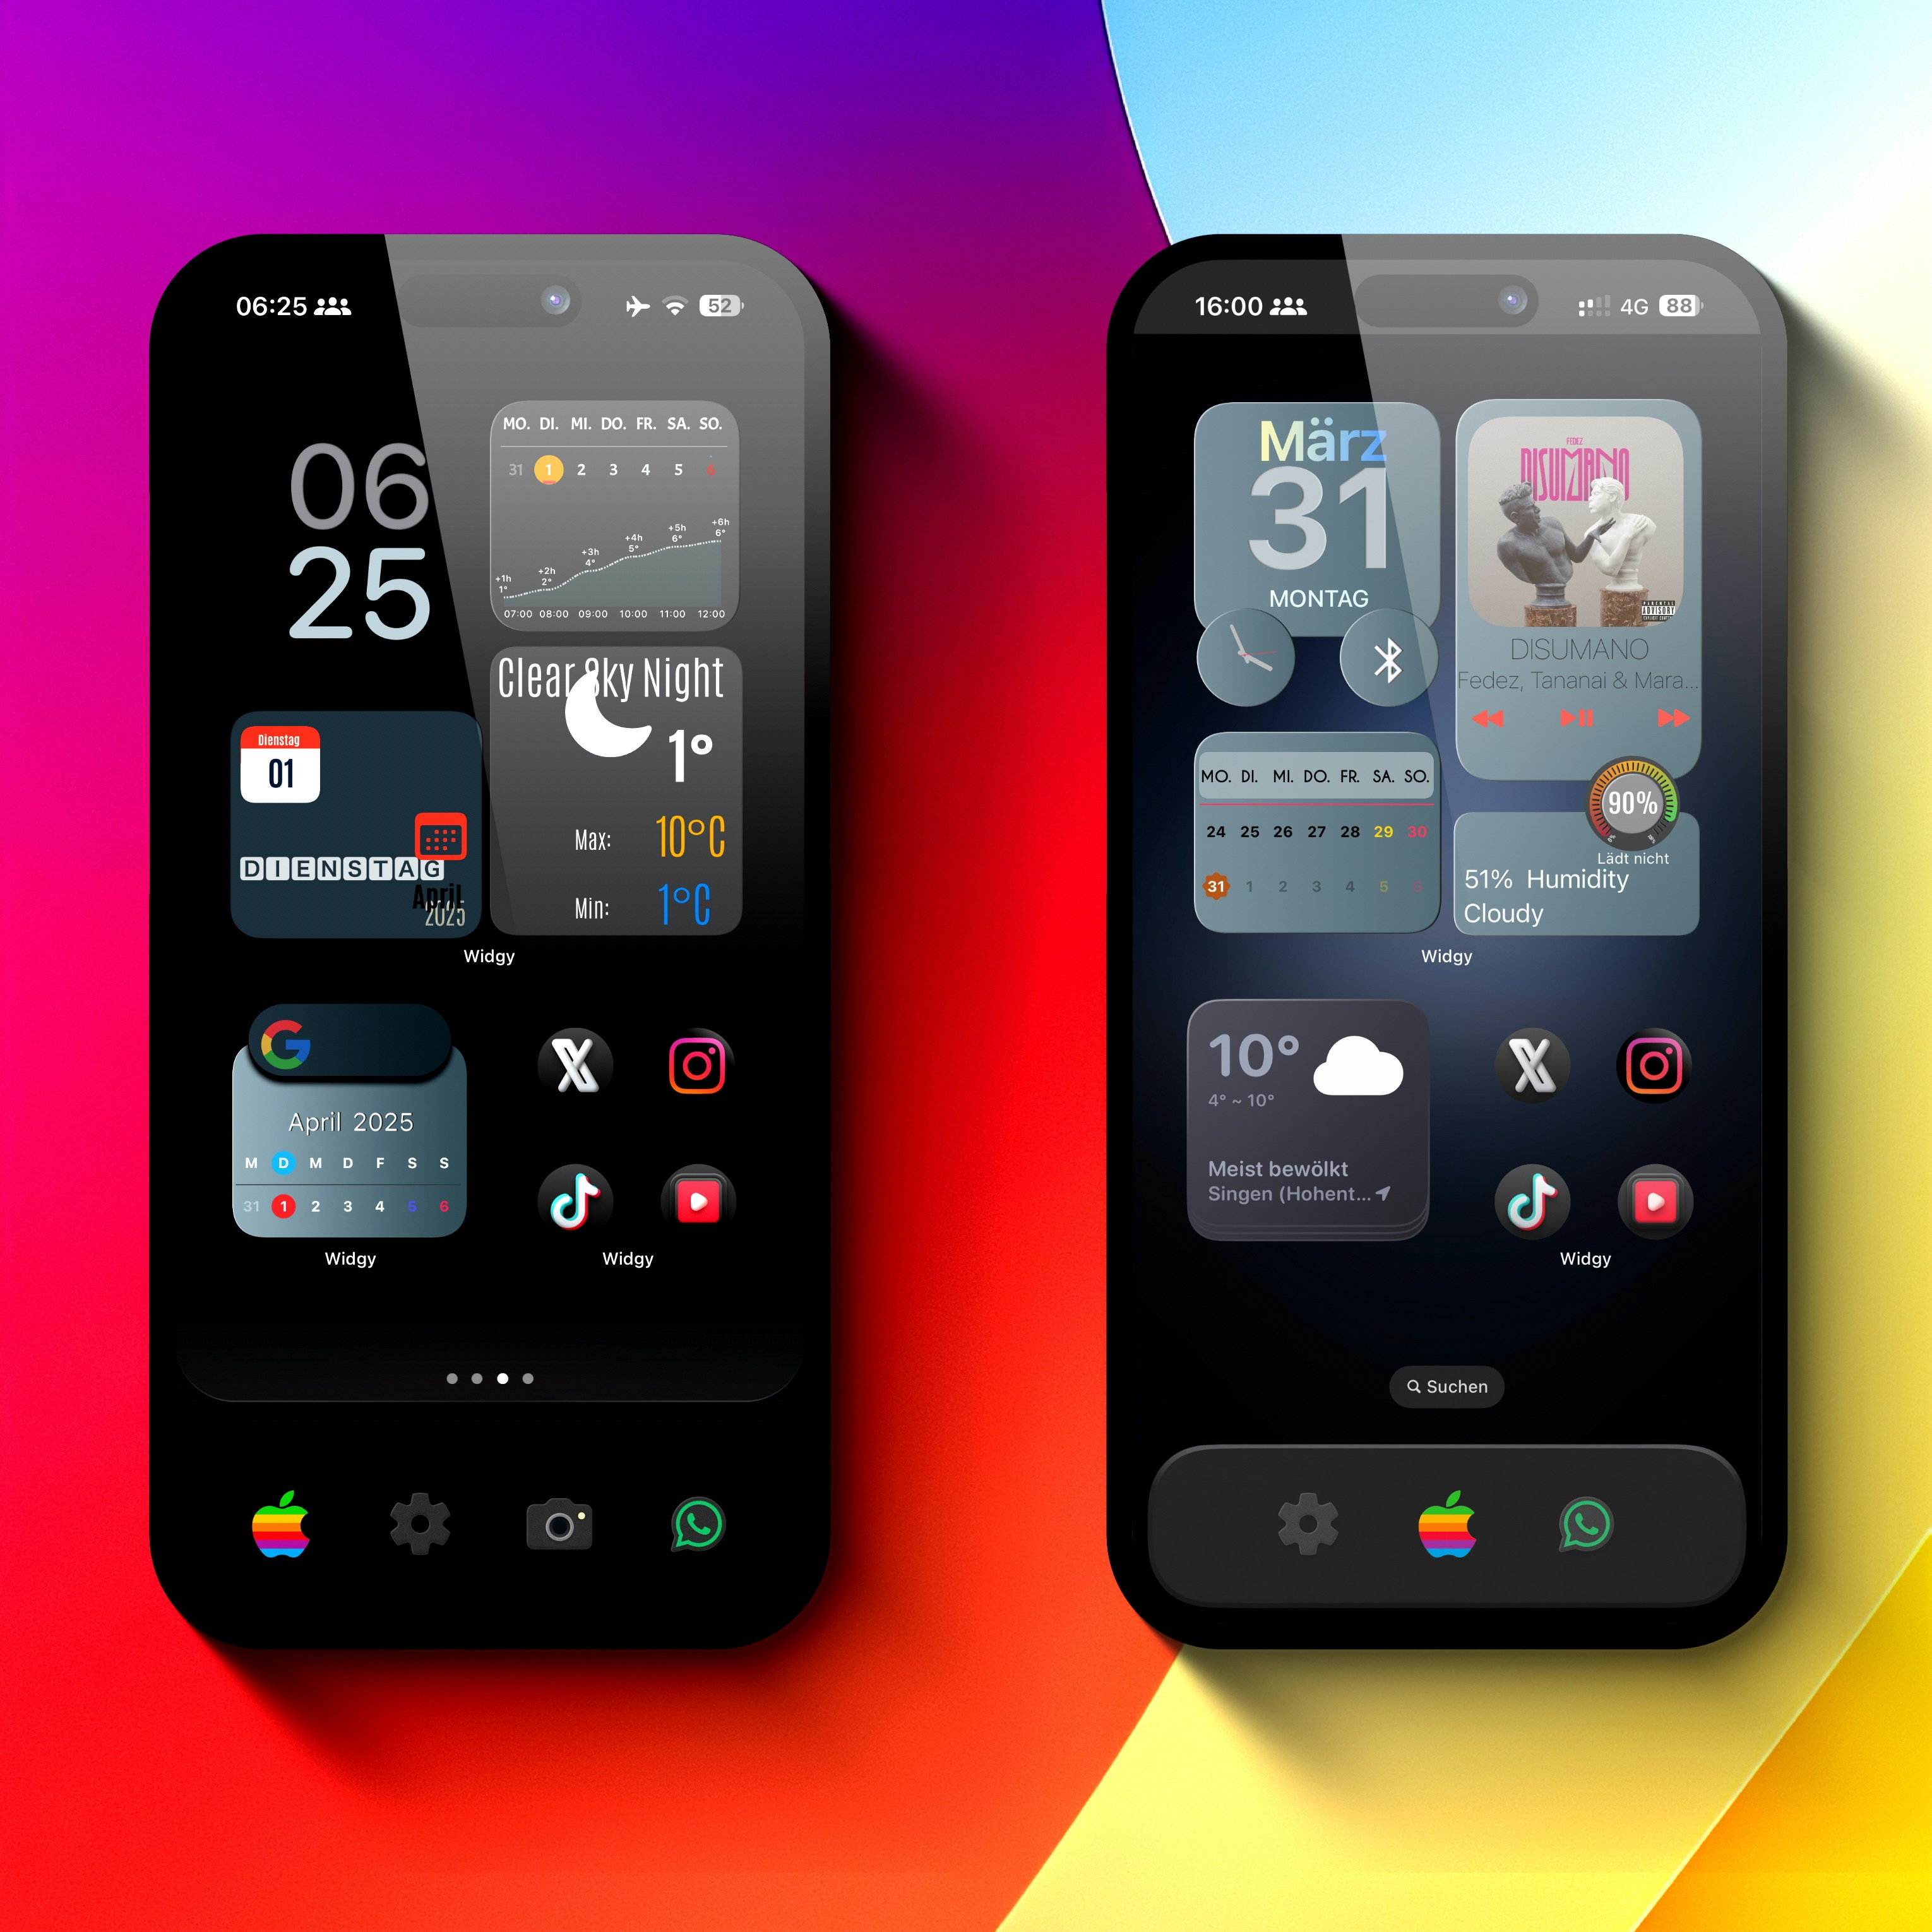 06:25
52
06
25
MO. DI. MI. DO. FR. SA. SO.
31 1 2 3 4 5 6
+1h +2h +3h +4h +5h +6h
1° 2° 4° 5° 6° 6°
07:00 08:00 09:00 10:00 11:00 12:00
Clear Sky Night
1°
Max: 10°C
Min: 1°C
Dienstag
01
DIENSTAG
April
2025
Widgy
G
April 2025
M D M D F S S
31 1 2 3 4 5 6
Widgy
Widgy
16:00
4G 88
März
31
MONTAG
FEDEZ
DISUMANO
PARENTAL
ADVISORY
EXPLICIT CONTENT
DISUMANO
Fedez, Tananai & Mara...
MO. DI. MI. DO. FR. SA. SO.
24 25 26 27 28 29 30
31 1 2 3 4 5 6
90%
Lädt nicht
51% Humidity
Cloudy
Widgy
10°
4° ~ 10°
Meist bewölkt
Singen (Hohent...
Widgy
Suchen